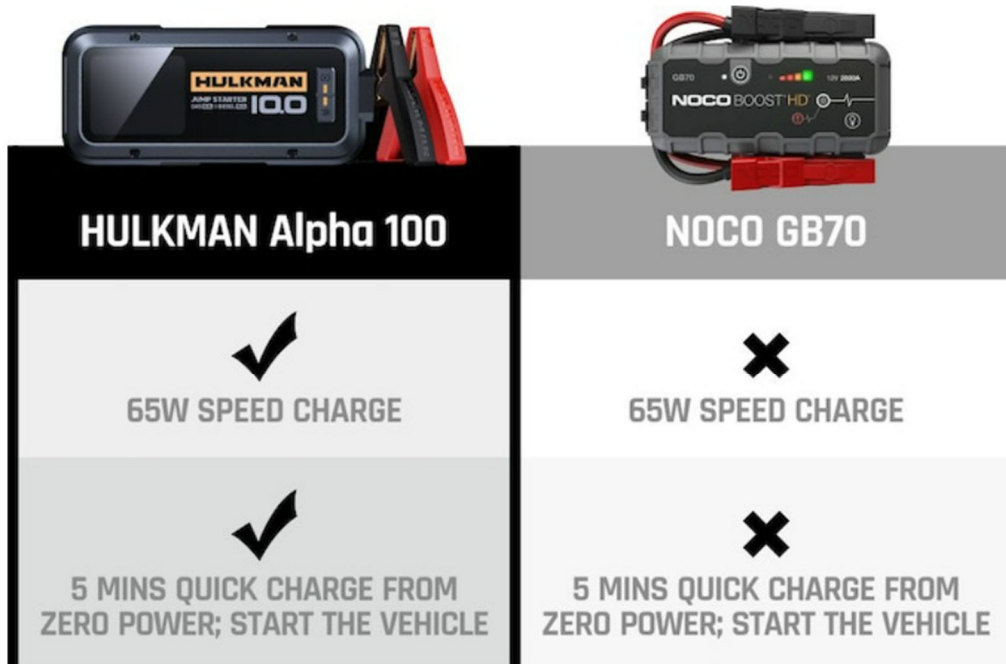 HULKMAN
JUMP STARTER
10.0
GB70
12V 2000A
NOCO BOOST HD
HULKMAN Alpha 100
NOCO GB70
65W SPEED CHARGE
65W SPEED CHARGE
5 MINS QUICK CHARGE FROM
ZERO POWER; START THE VEHICLE
5 MINS QUICK CHARGE FROM
ZERO POWER; START THE VEHICLE